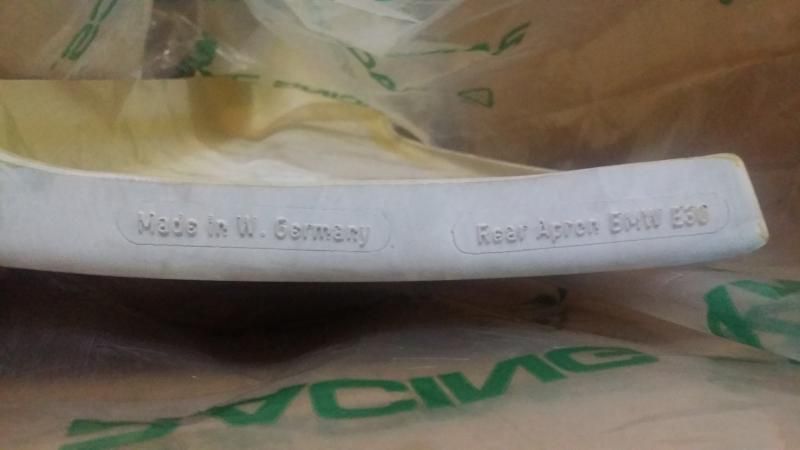 Made in W. Germany
Rear Apron BMW E30
RACING